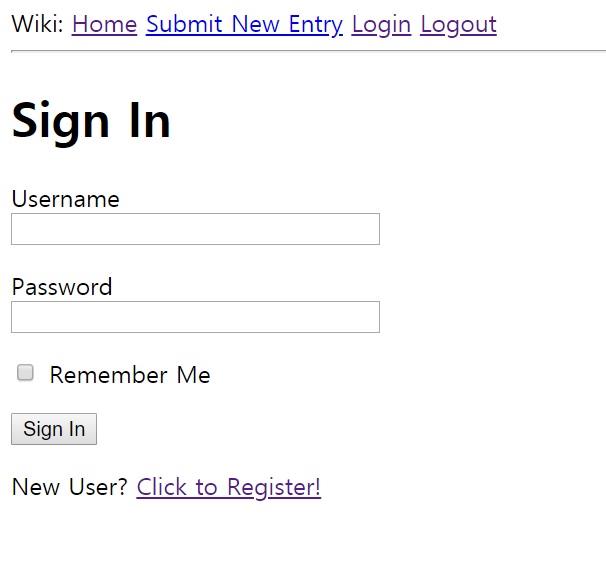 Wiki: Home Submit New Entry Login Logout
Sign In
Username
Password
Remember Me
Sign In
New User? Click to Register!